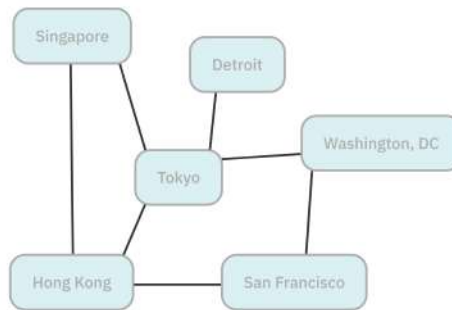 Singapore
Detroit
Washington, DC
Tokyo
Hong Kong
San Francisco